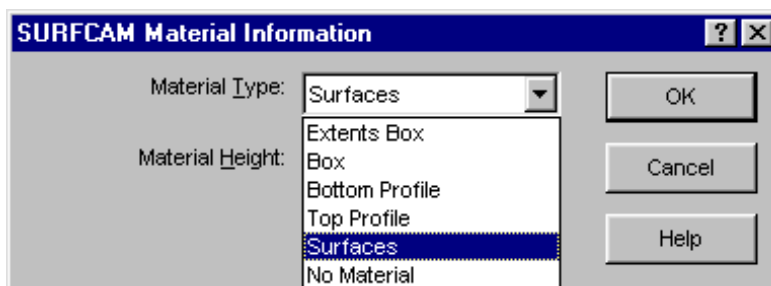 SURFCAM Material Information
? X
Material Type:
Surfaces
OK
Extents Box
Material Height:
Box
Cancel
Bottom Profile
Top Profile
Surfaces
Help
No Material